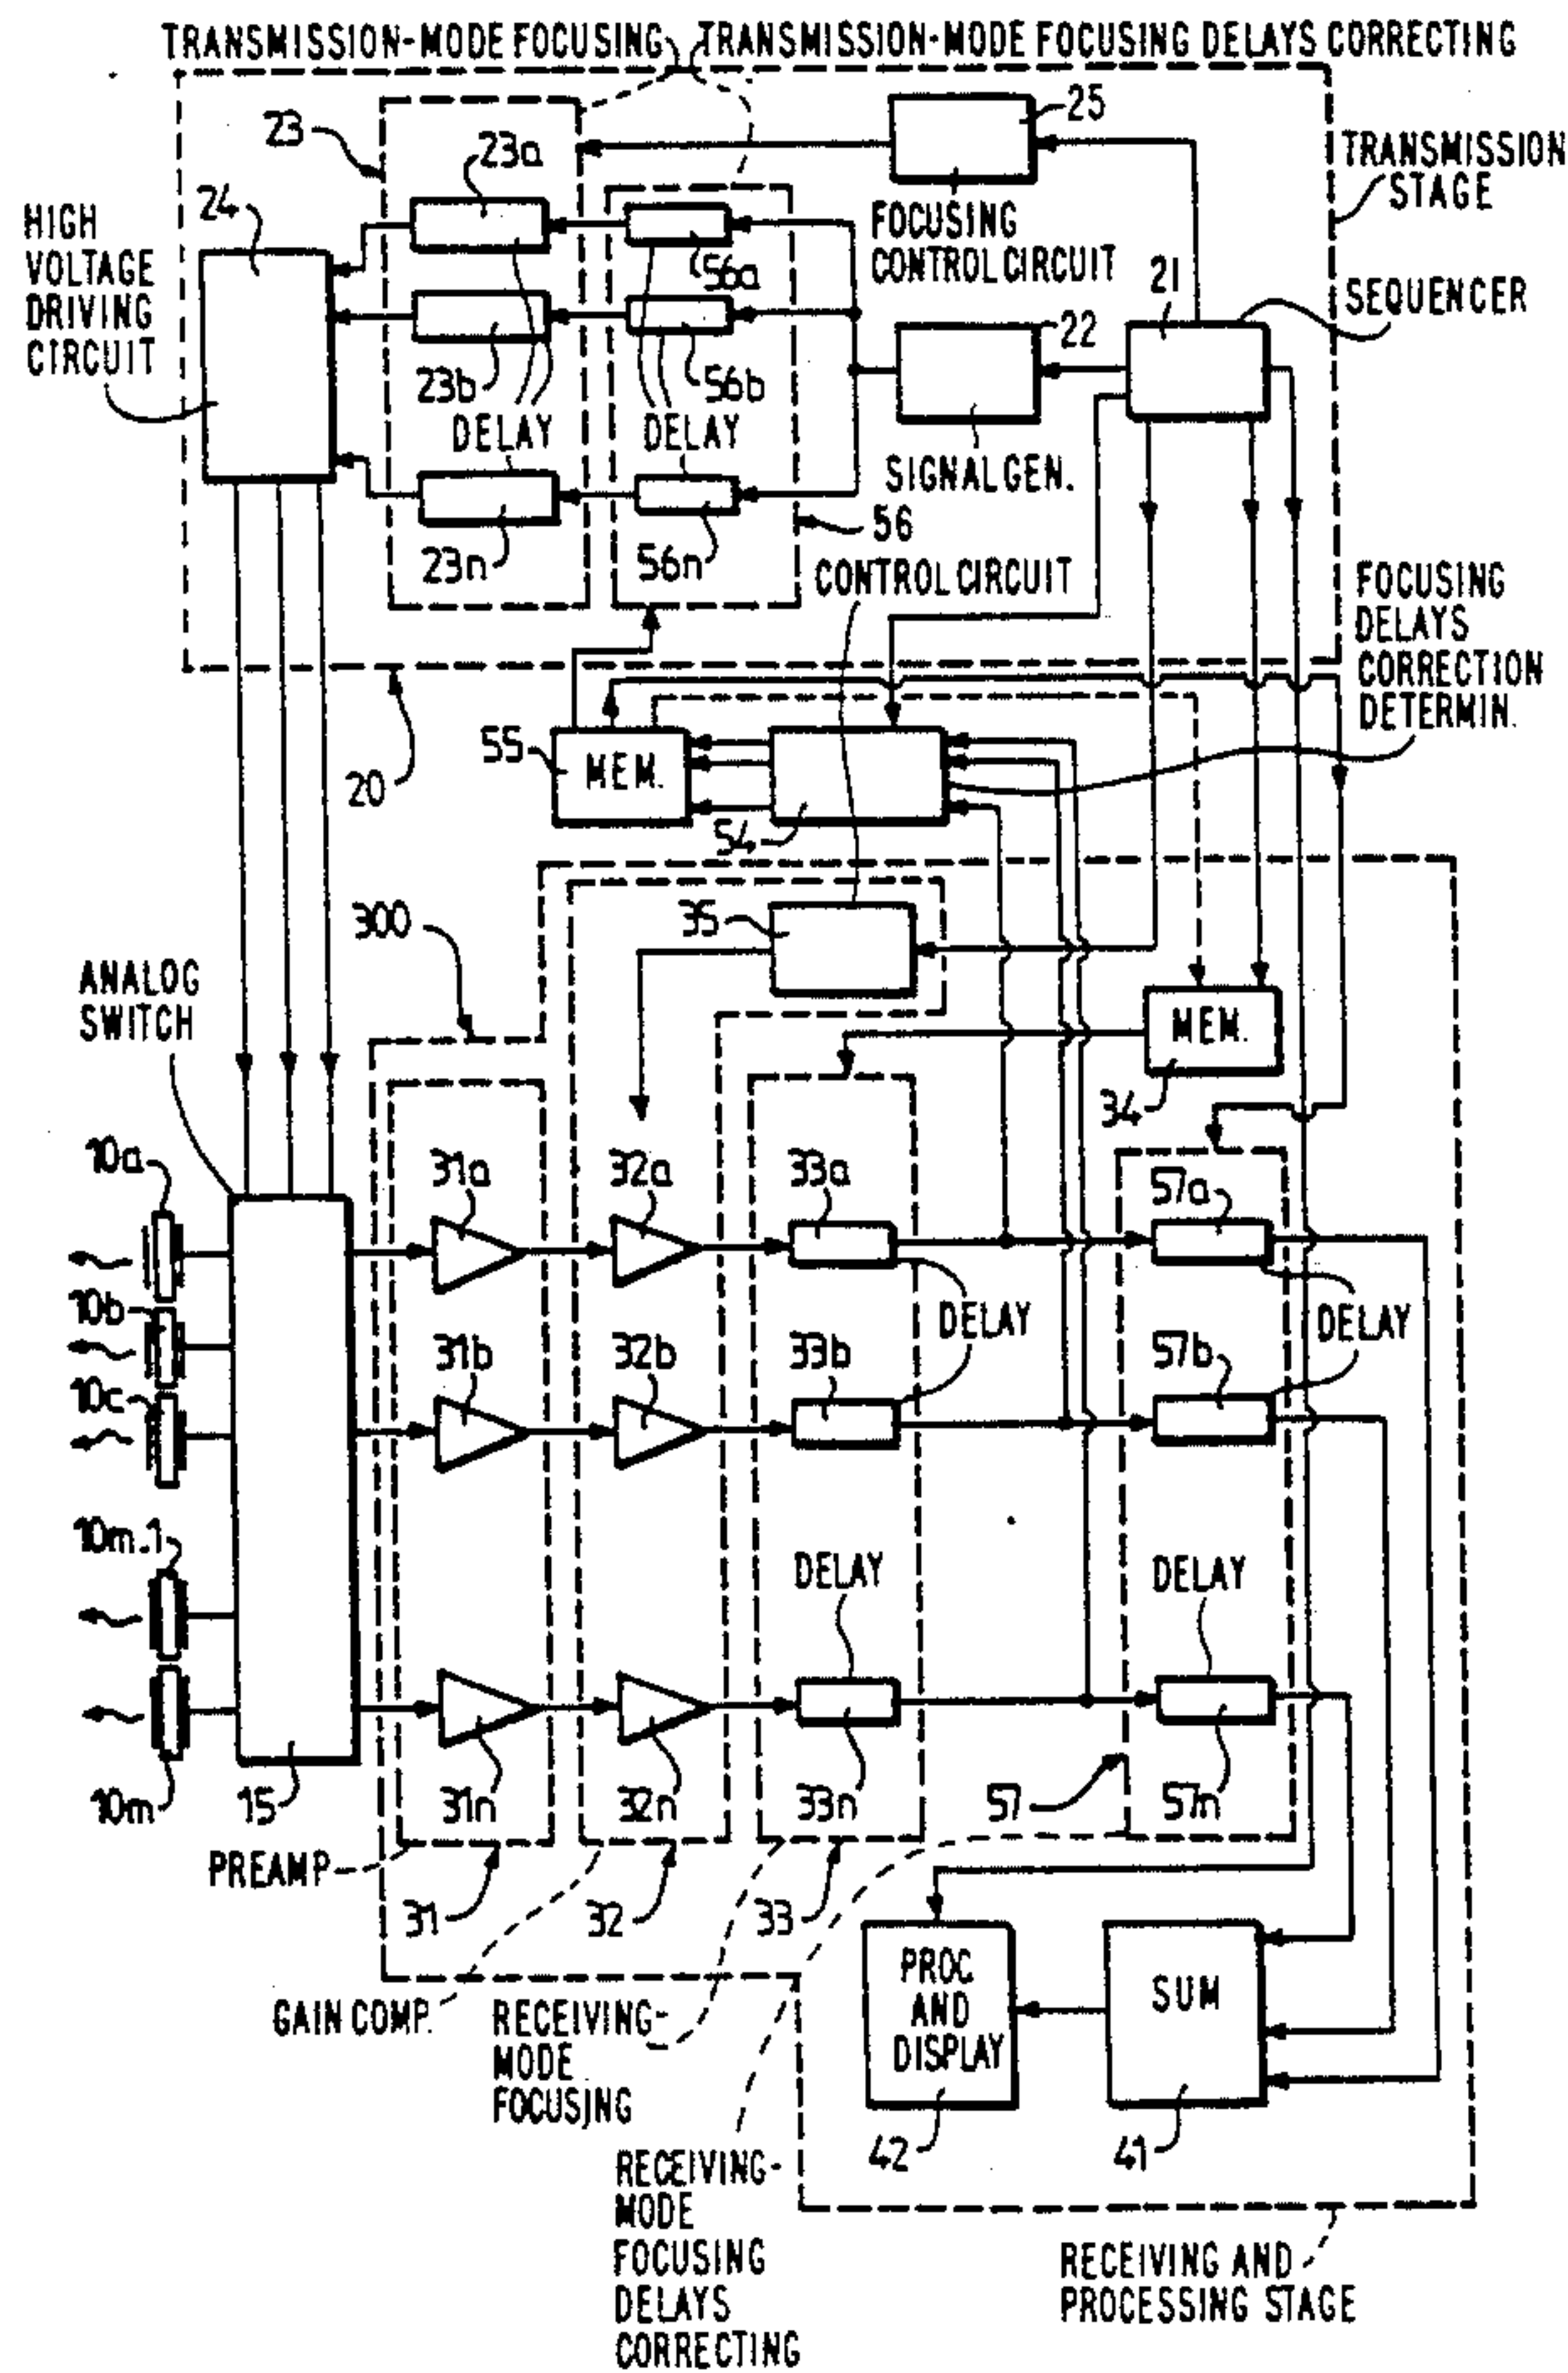 TRANSMISSION-MODE FOCUSING
TRANSMISSION-MODE FOCUSING DELAYS CORRECTING
23
23a
25
TRANSMISSION
STAGE
24
HIGH
VOLTAGE
DRIVING
CIRCUIT
56a
FOCUSING
CONTROL CIRCUIT
21
SEQUENCER
22
23b
56b
DELAY
DELAY
SIGNAL GEN.
23n
56n
56
CONTROL CIRCUIT
FOCUSING
DELAYS
CORRECTION
DETERMIN.
20
55
MEM.
54
300
35
ANALOG
SWITCH
MEM.
34
10a
31a
32a
33a
57a
10b
DELAY
DELAY
10c
31b
32b
33b
57b
10m.1
DELAY
DELAY
10m
15
31n
32n
33n
57
57n
PREAMP
31
32
33
GAIN COMP.
RECEIVING-
MODE
FOCUSING
PROC
AND
DISPLAY
SUM
42
41
RECEIVING-
MODE
FOCUSING
DELAYS
CORRECTING
RECEIVING AND
PROCESSING STAGE